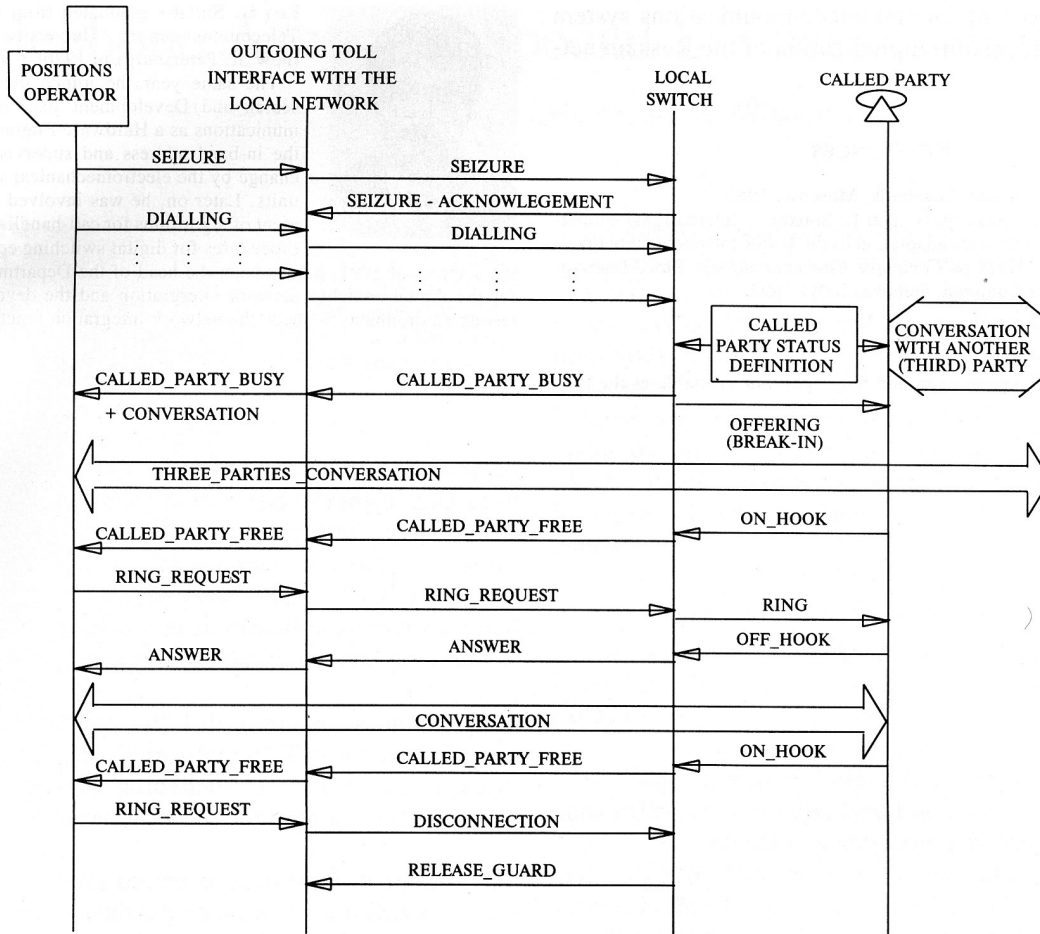 POSITIONS
OPERATOR
OUTGOING TOLL
INTERFACE WITH THE
LOCAL NETWORK
LOCAL
SWITCH
CALLED PARTY
SEIZURE
SEIZURE
SEIZURE - ACKNOWLEGEMENT
DIALLING
DIALLING
CALLED
PARTY STATUS
DEFINITION
CONVERSATION
WITH ANOTHER
(THIRD) PARTY
CALLED_PARTY_BUSY
+ CONVERSATION
CALLED_PARTY_BUSY
OFFERING
(BREAK-IN)
THREE_PARTIES_CONVERSATION
ON_HOOK
CALLED_PARTY_FREE
CALLED_PARTY_FREE
RING_REQUEST
RING_REQUEST
RING
OFF_HOOK
ANSWER
ANSWER
CONVERSATION
ON_HOOK
CALLED_PARTY_FREE
CALLED_PARTY_FREE
RING_REQUEST
DISCONNECTION
RELEASE_GUARD